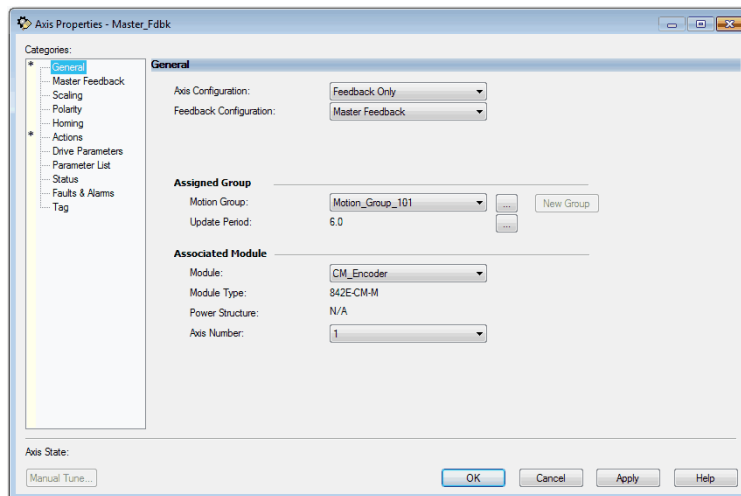 Axis Properties - Master_Fdbk
Categories:
* General
Master Feedback
Scaling
Polarity
Homing
* Actions
Drive Parameters
Parameter List
Status
Faults & Alarms
Tag
General
Axis Configuration: Feedback Only
Feedback Configuration: Master Feedback
Assigned Group
Motion Group: Motion_Group_101 ... New Group
Update Period: 6.0 ...
Associated Module
Module: CM_Encoder
Module Type: 842E-CM-M
Power Structure: N/A
Axis Number: 1
Axis State:
Manual Tune... OK Cancel Apply Help